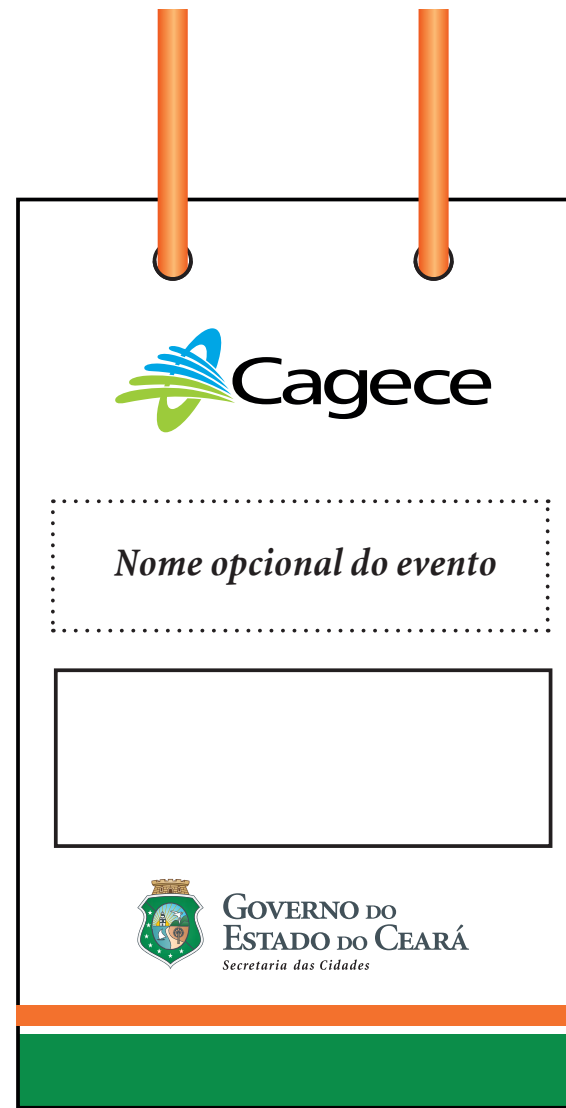 Cagece
Nome opcional do evento
GOVERNO DO
ESTADO DO CEARÁ
Secretaria das Cidades